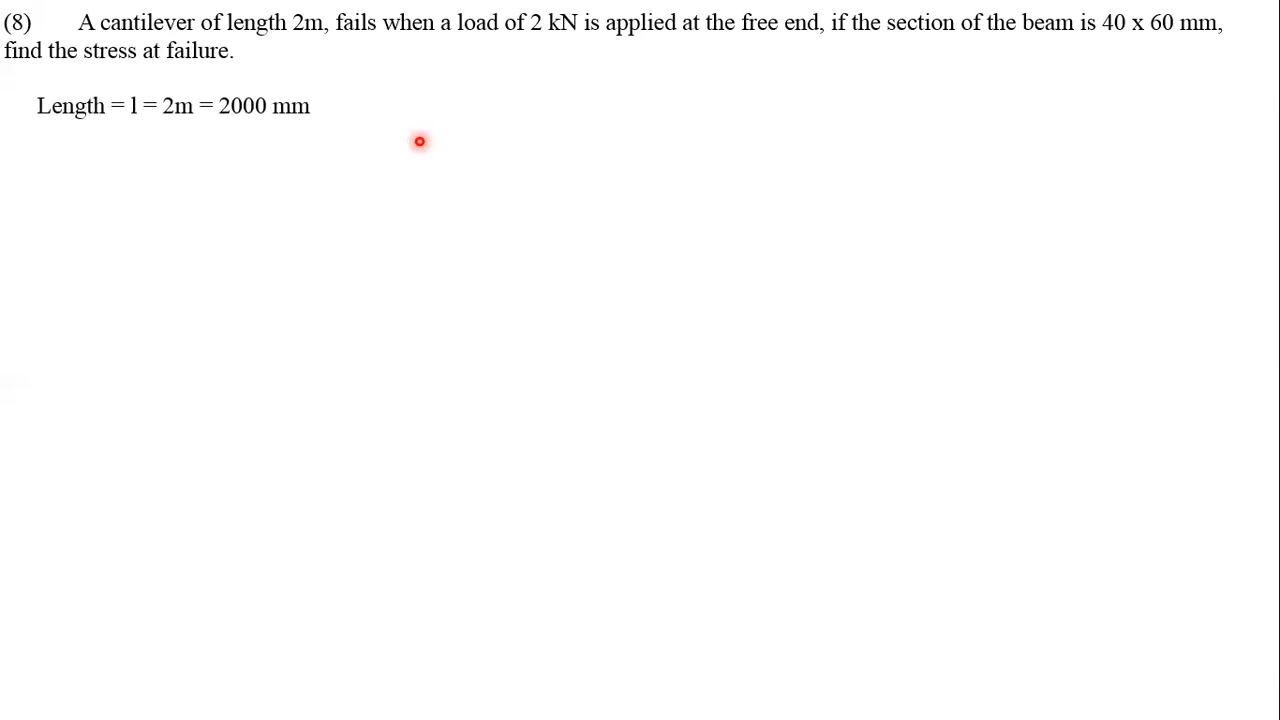 (8) A cantilever of length 2m, fails when a load of 2 kN is applied at the free end, if the section of the beam is 40 x 60 mm,
find the stress at failure.
Length = l = 2m = 2000 mm